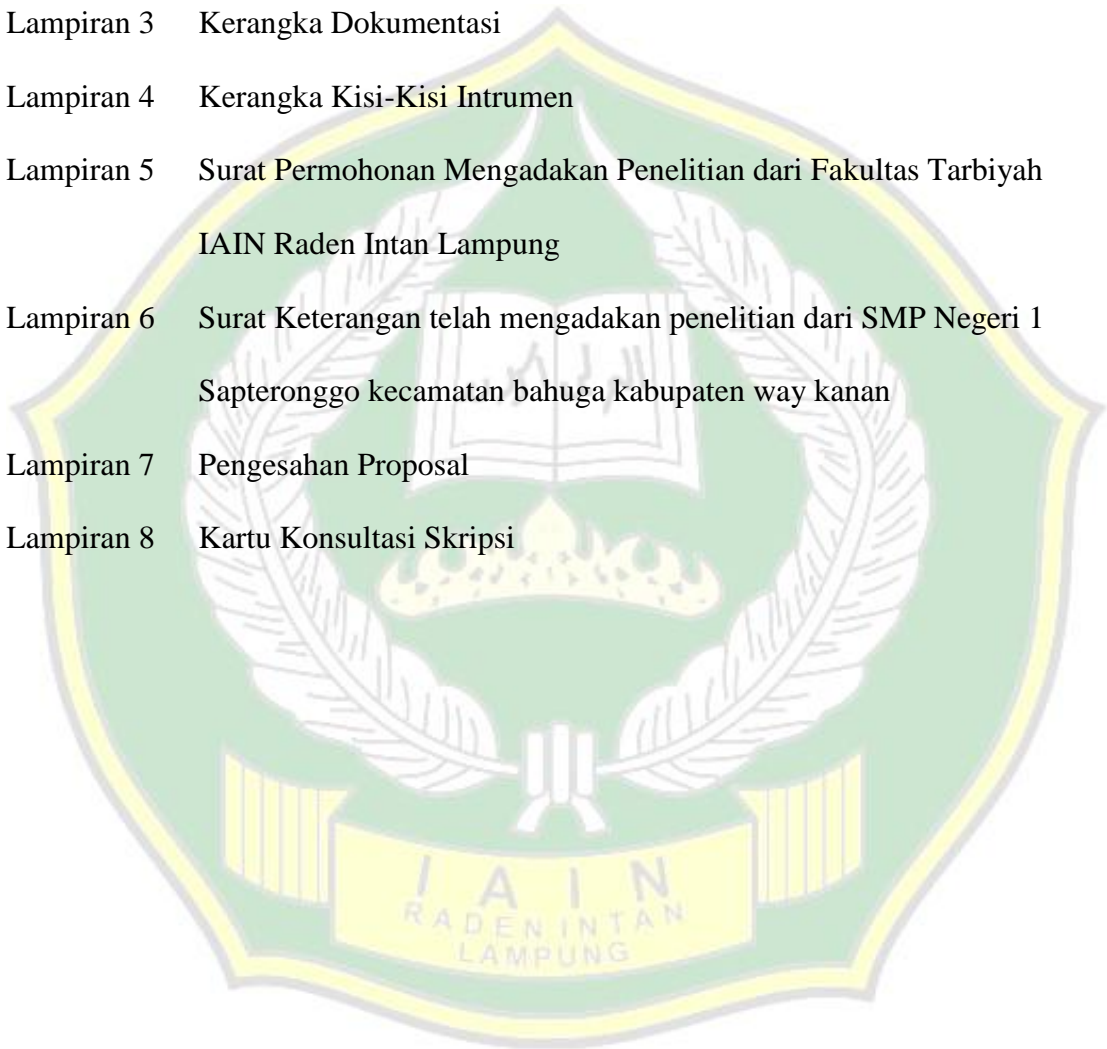 Lampiran 3 Kerangka Dokumentasi
Lampiran 4 Kerangka Kisi-Kisi Intrumen
Lampiran 5 Surat Permohonan Mengadakan Penelitian dari Fakultas Tarbiyah
IAIN Raden Intan Lampung
Lampiran 6 Surat Keterangan telah mengadakan penelitian dari SMP Negeri 1
Sapteronggo kecamatan bahuga kabupaten way kanan
Lampiran 7 Pengesahan Proposal
Lampiran 8 Kartu Konsultasi Skripsi
IAIN
RADEN INTAN
LAMPUNG